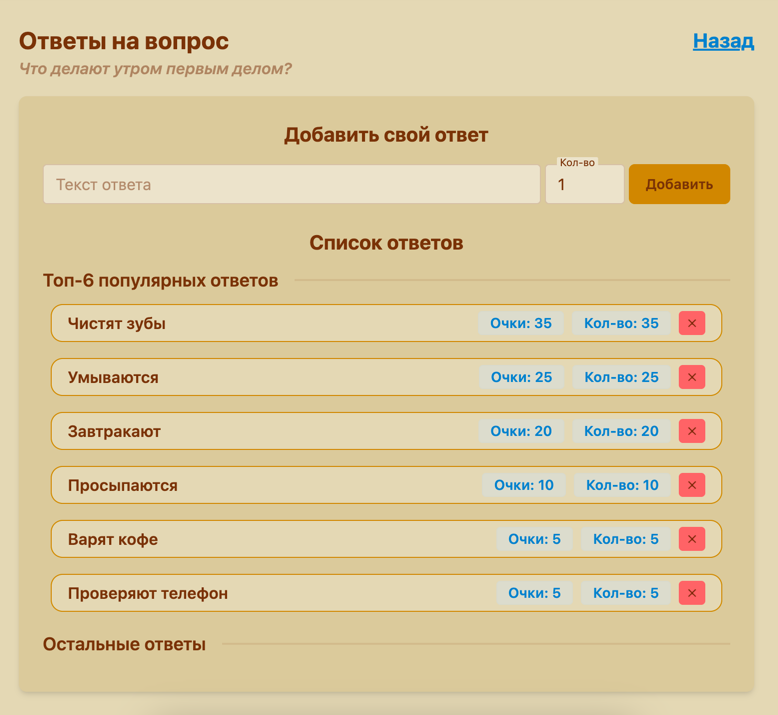 Ответы на вопрос
Назад
Что делают утром первым делом?
Добавить свой ответ
Кол-во
Текст ответа 1 Добавить
Список ответов
Топ-6 популярных ответов
Чистят зубы Очки: 35 Кол-во: 35 ×
Умываются Очки: 25 Кол-во: 25 ×
Завтракают Очки: 20 Кол-во: 20 ×
Просыпаются Очки: 10 Кол-во: 10 ×
Варят кофе Очки: 5 Кол-во: 5 ×
Проверяют телефон Очки: 5 Кол-во: 5 ×
Остальные ответы